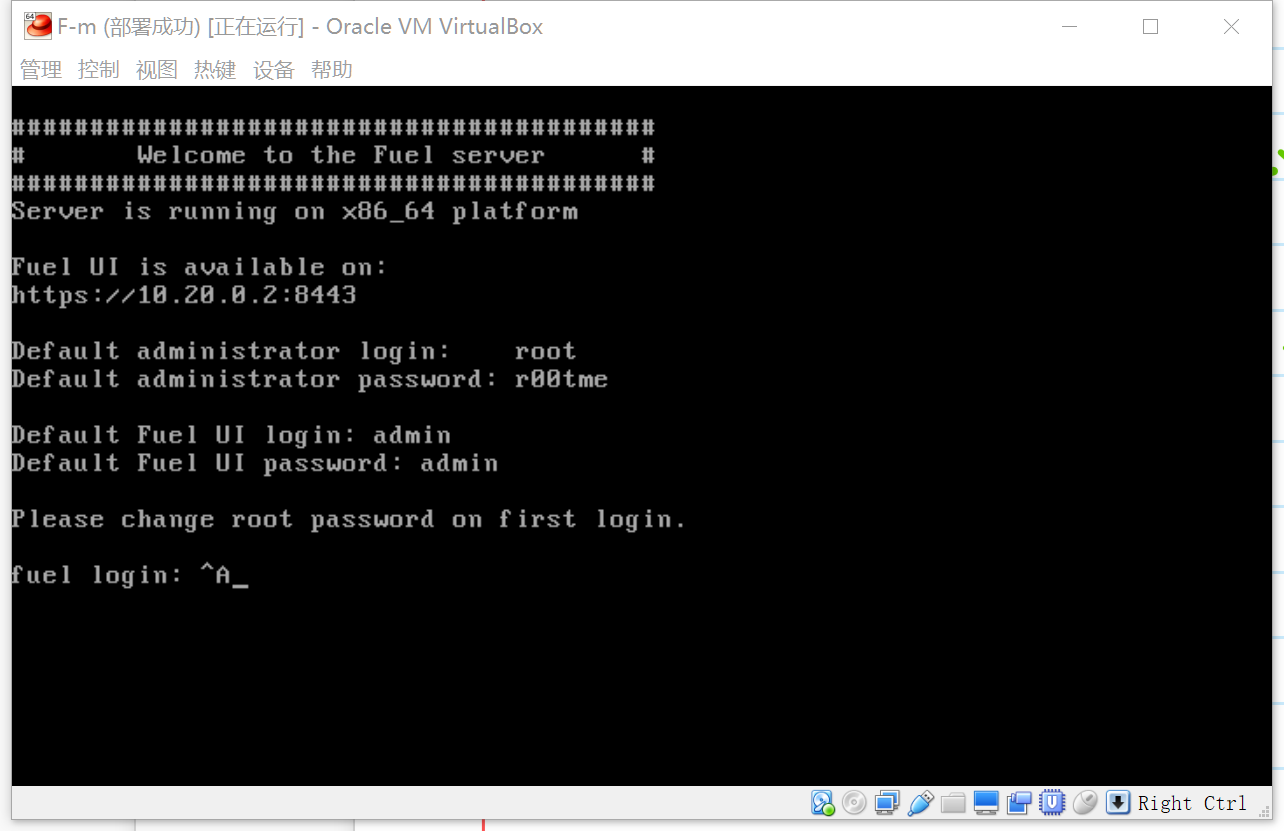 F-m (部署成功) [正在运行] - Oracle VM VirtualBox
管理 控制 视图 热键 设备 帮助
#########################################
#       Welcome to the Fuel server      #
#########################################
Server is running on x86_64 platform
Fuel UI is available on:
https://10.20.0.2:8443
Default administrator login:    root
Default administrator password: r00tme
Default Fuel UI login: admin
Default Fuel UI password: admin
Please change root password on first login.
fuel login: ^A_
Right Ctrl